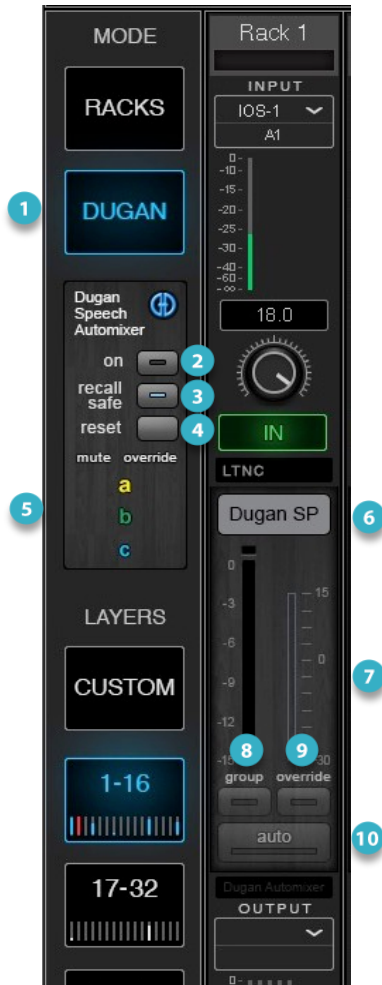 MODE
RACKS
1
DUGAN
Dugan
Speech
Automixer
on
2
recall
safe
3
reset
4
mute override
5
a
b
c
LAYERS
CUSTOM
1-16
17-32
Rack 1
INPUT
IOS-1
A1
0-
-10-
-15-
-20-
-25-
-30-
-40-
-60-
-∞-
18.0
IN
LTNC
Dugan SP
6
0
-3
-6
-9
-12
-15
15
0
-30
7
8
9
group override
auto
10
Dugan Automixer
OUTPUT
0-